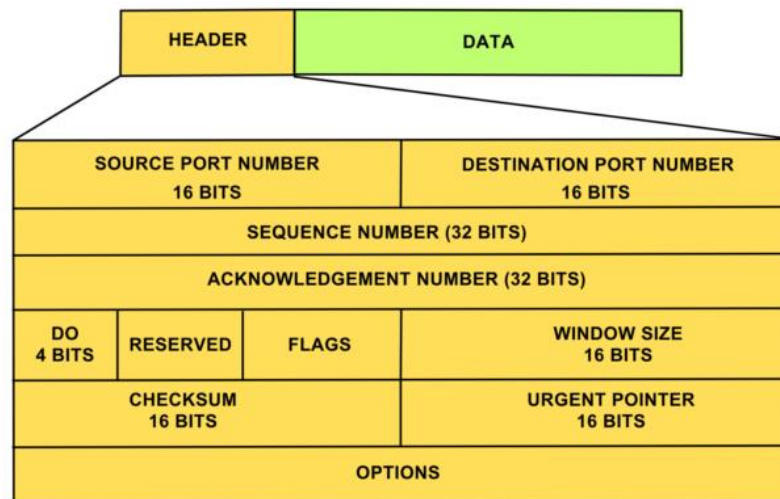 HEADER
DATA
SOURCE PORT NUMBER
16 BITS
DESTINATION PORT NUMBER
16 BITS
SEQUENCE NUMBER (32 BITS)
ACKNOWLEDGEMENT NUMBER (32 BITS)
DO
4 BITS
RESERVED
FLAGS
WINDOW SIZE
16 BITS
CHECKSUM
16 BITS
URGENT POINTER
16 BITS
OPTIONS